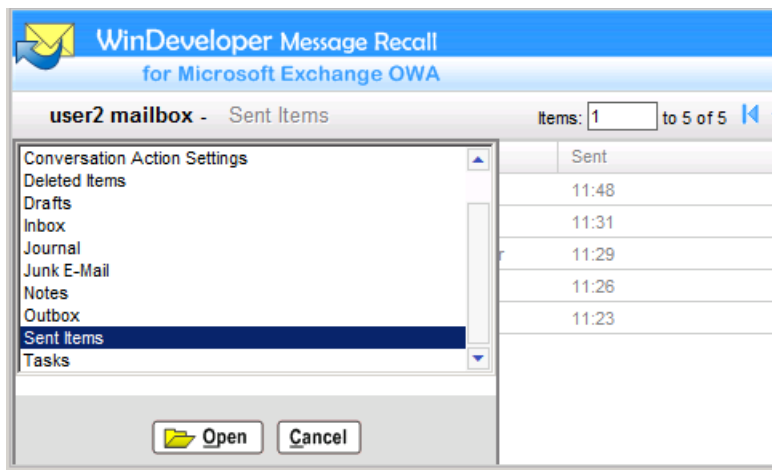 WinDeveloper Message Recall
for Microsoft Exchange OWA
user2 mailbox - Sent Items Items: 1 to 5 of 5
Conversation Action Settings
Deleted Items
Drafts
Inbox
Journal
Junk E-Mail
Notes
Outbox
Sent Items
Tasks
Open Cancel
Sent
11:48
11:31
r 11:29
11:26
11:23